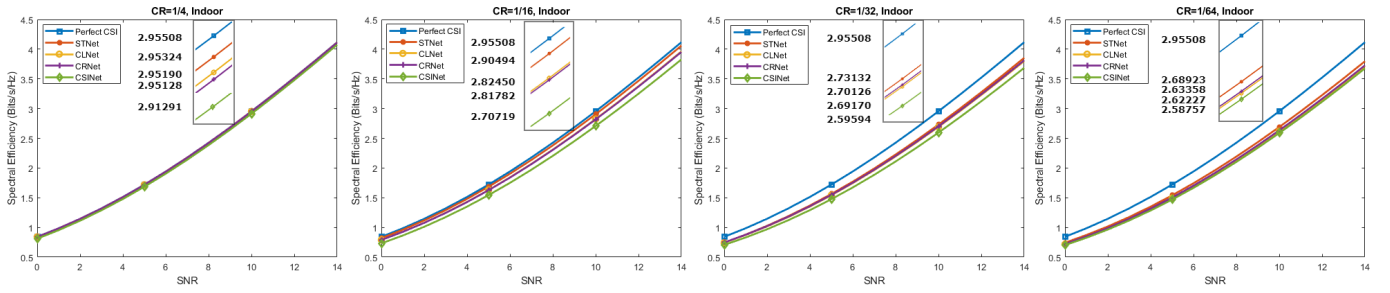 CR=1/4, Indoor
Spectral Efficiency (Bits/s/Hz)
4.5
4
3.5
3
2.5
2
1.5
1
0.5
Perfect CSI
STNet
CLNet
CRNet
CSINet
2.95508
2.95324
2.95190
2.95128
2.91291
0 2 4 6 8 10 12 14
SNR
CR=1/16, Indoor
Spectral Efficiency (Bits/s/Hz)
4.5
4
3.5
3
2.5
2
1.5
1
0.5
Perfect CSI
STNet
CLNet
CRNet
CSINet
2.95508
2.90494
2.82450
2.81782
2.70719
0 2 4 6 8 10 12 14
SNR
CR=1/32, Indoor
Spectral Efficiency (Bits/s/Hz)
4.5
4
3.5
3
2.5
2
1.5
1
0.5
Perfect CSI
STNet
CLNet
CRNet
CSINet
2.95508
2.73132
2.70126
2.69170
2.59594
0 2 4 6 8 10 12 14
SNR
CR=1/64, Indoor
Spectral Efficiency (Bits/s/Hz)
4.5
4
3.5
3
2.5
2
1.5
1
0.5
Perfect CSI
STNet
CLNet
CRNet
CSINet
2.95508
2.68923
2.63358
2.62227
2.58757
0 2 4 6 8 10 12 14
SNR